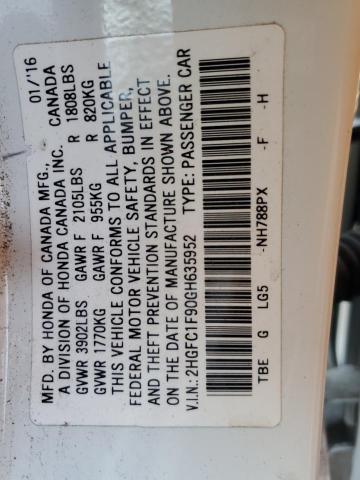 MFD. BY HONDA OF CANADA MFG., 01/'16
A DIVISION OF HONDA CANADA INC. CANADA
GVWR 3902LBS GAWR F 2105LBS R 1808LBS
GVWR 1770KG GAWR F 955KG R 820KG
THIS VEHICLE CONFORMS TO ALL APPLICABLE
FEDERAL MOTOR VEHICLE SAFETY, BUMPER,
AND THEFT PREVENTION STANDARDS IN EFFECT
ON THE DATE OF MANUFACTURE SHOWN ABOVE.
V.I.N.: 2HGFC1F90GH635952 TYPE: PASSENGER CAR
TBE G LG5 -NH788PX -F -H